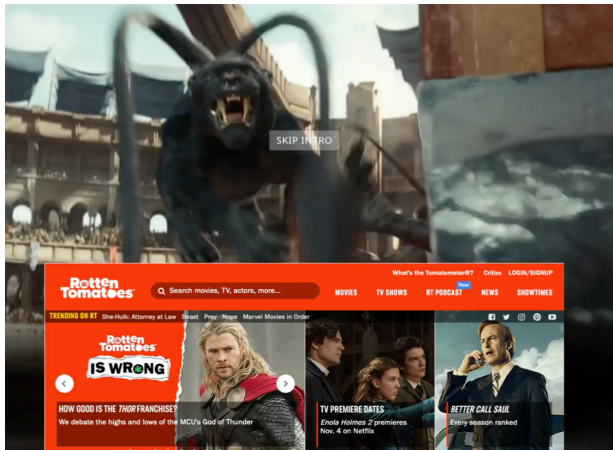 SKIP INTRO
What's the Tomatometer®?
Critics
LOGIN/SIGNUP
Rotten
Tomatoes®
Search movies, TV, actors, more...
New
MOVIES
TV SHOWS
RT PODCAST
NEWS
SHOWTIMES
TRENDING ON RT
She-Hulk: Attorney at Law
Beast
Prey
Nope
Marvel Movies in Order
Rotten
Tomatoes
IS WRONG
HOW GOOD IS THE THOR FRANCHISE?
We debate the highs and lows of the MCU's God of Thunder
TV PREMIERE DATES
Enola Holmes 2 premieres
Nov. 4 on Netflix
BETTER CALL SAUL
Every season ranked